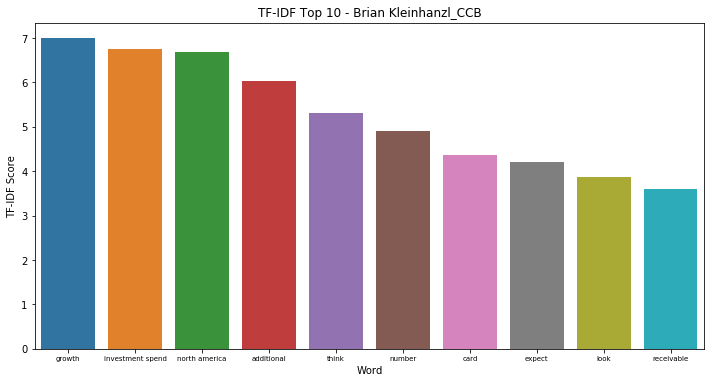 TF-IDF Top 10 - Brian Kleinhanzl_CCB
TF-IDF Score
7
6
5
4
3
2
1
0
growth investment spend north america additional think number card expect look receivable
Word